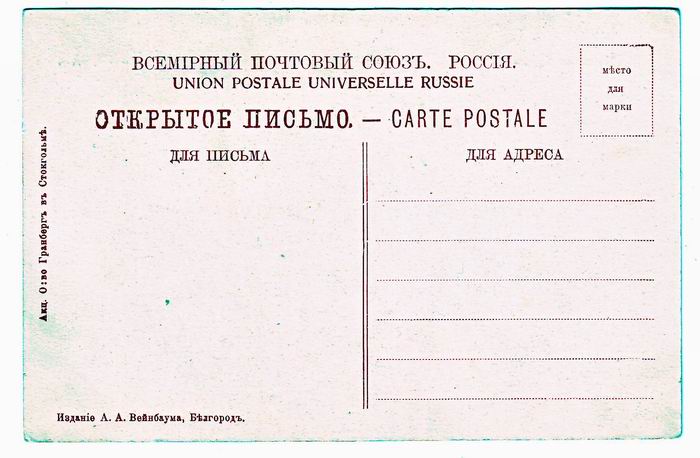 ВСЕМІРНЫЙ ПОЧТОВЫЙ СОЮЗЪ. РОССІЯ.
UNION POSTALE UNIVERSELLE RUSSIE
ОТКРЫТОЕ ПИСЬМО. — CARTE POSTALE
мѣсто
для
марки
ДЛЯ ПИСЬМА
ДЛЯ АДРЕСА
Акц. О:во Гранбергъ въ Стокгольмѣ.
Изданіе А. А. Вейнбаума, Бѣлгородъ.